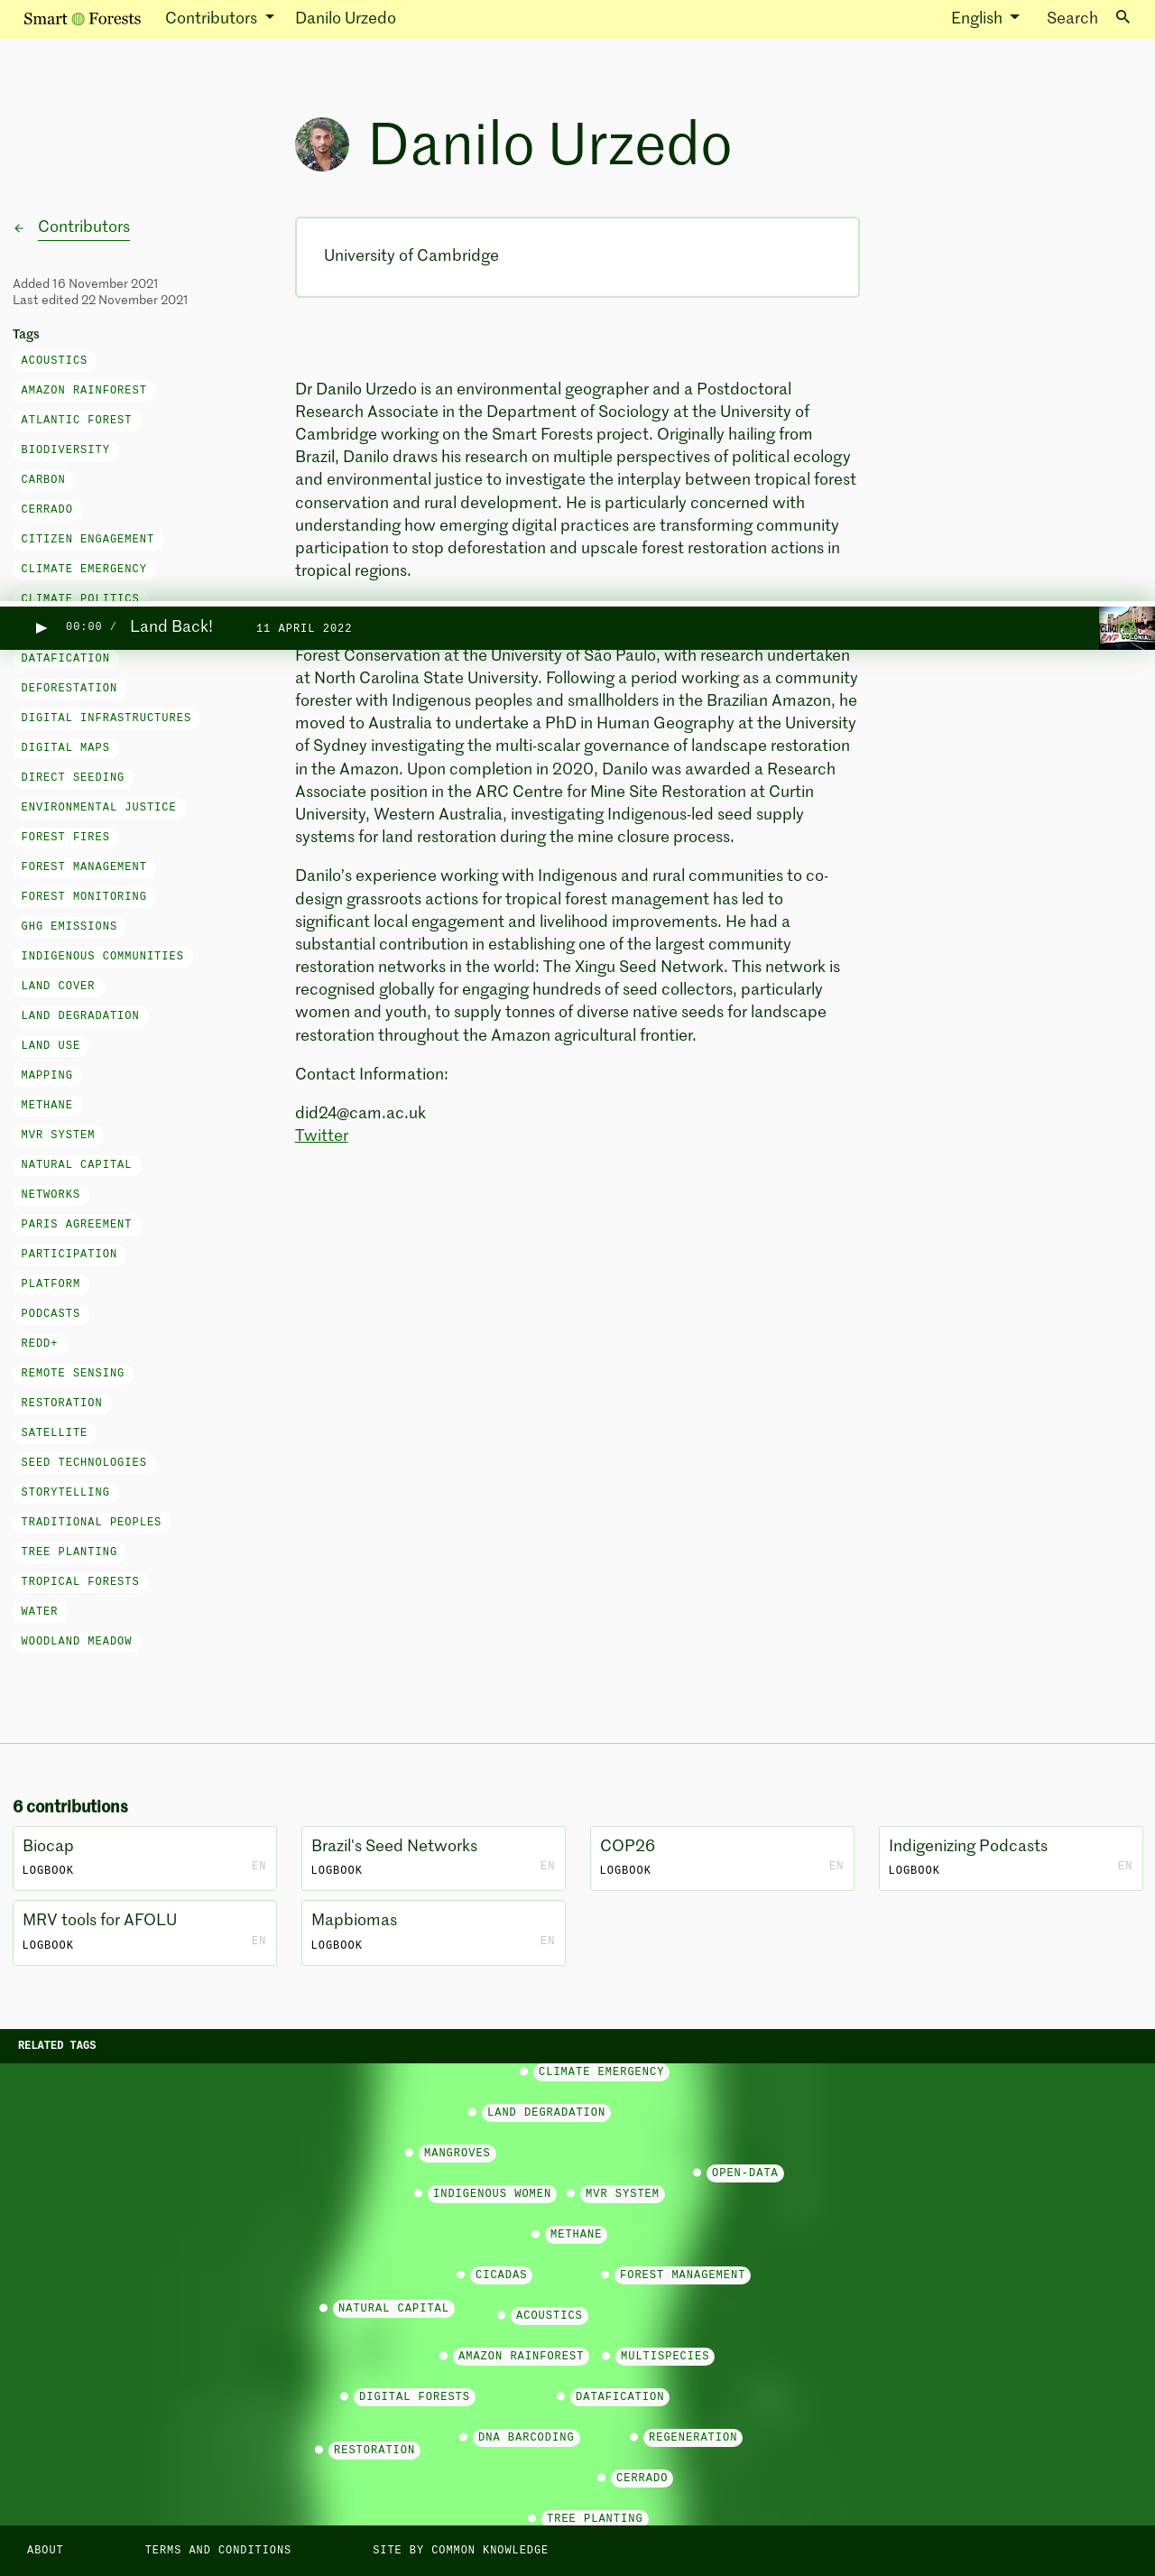 Smart Forests
Contributors
Danilo Urzedo
English
Search
Danilo Urzedo
Contributors
Added 16 November 2021
Last edited 22 November 2021
Tags
ACOUSTICS
AMAZON RAINFOREST
ATLANTIC FOREST
BIODIVERSITY
CARBON
CERRADO
CITIZEN ENGAGEMENT
CLIMATE EMERGENCY
CLIMATE POLITICS
DATAFICATION
DEFORESTATION
DIGITAL INFRASTRUCTURES
DIGITAL MAPS
DIRECT SEEDING
ENVIRONMENTAL JUSTICE
FOREST FIRES
FOREST MANAGEMENT
FOREST MONITORING
GHG EMISSIONS
INDIGENOUS COMMUNITIES
LAND COVER
LAND DEGRADATION
LAND USE
MAPPING
METHANE
MVR SYSTEM
NATURAL CAPITAL
NETWORKS
PARIS AGREEMENT
PARTICIPATION
PLATFORM
PODCASTS
REDD+
REMOTE SENSING
RESTORATION
SATELLITE
SEED TECHNOLOGIES
STORYTELLING
TRADITIONAL PEOPLES
TREE PLANTING
TROPICAL FORESTS
WATER
WOODLAND MEADOW
University of Cambridge
Dr Danilo Urzedo is an environmental geographer and a Postdoctoral
Research Associate in the Department of Sociology at the University of
Cambridge working on the Smart Forests project. Originally hailing from
Brazil, Danilo draws his research on multiple perspectives of political ecology
and environmental justice to investigate the interplay between tropical forest
conservation and rural development. He is particularly concerned with
understanding how emerging digital practices are transforming community
participation to stop deforestation and upscale forest restoration actions in
tropical regions.
00:00 /
Land Back!
11 APRIL 2022
Forest Conservation at the University of São Paulo, with research undertaken
at North Carolina State University. Following a period working as a community
forester with Indigenous peoples and smallholders in the Brazilian Amazon, he
moved to Australia to undertake a PhD in Human Geography at the University
of Sydney investigating the multi-scalar governance of landscape restoration
in the Amazon. Upon completion in 2020, Danilo was awarded a Research
Associate position in the ARC Centre for Mine Site Restoration at Curtin
University, Western Australia, investigating Indigenous-led seed supply
systems for land restoration during the mine closure process.
Danilo’s experience working with Indigenous and rural communities to co-
design grassroots actions for tropical forest management has led to
significant local engagement and livelihood improvements. He had a
substantial contribution in establishing one of the largest community
restoration networks in the world: The Xingu Seed Network. This network is
recognised globally for engaging hundreds of seed collectors, particularly
women and youth, to supply tonnes of diverse native seeds for landscape
restoration throughout the Amazon agricultural frontier.
Contact Information:
did24@cam.ac.uk
Twitter
6 contributions
Biocap
LOGBOOK
EN
Brazil's Seed Networks
LOGBOOK
EN
COP26
LOGBOOK
EN
Indigenizing Podcasts
LOGBOOK
EN
MRV tools for AFOLU
LOGBOOK
EN
Mapbiomas
LOGBOOK
EN
RELATED TAGS
CLIMATE EMERGENCY
LAND DEGRADATION
MANGROVES
OPEN-DATA
INDIGENOUS WOMEN
MVR SYSTEM
METHANE
CICADAS
FOREST MANAGEMENT
NATURAL CAPITAL
ACOUSTICS
AMAZON RAINFOREST
MULTISPECIES
DIGITAL FORESTS
DATAFICATION
DNA BARCODING
REGENERATION
RESTORATION
CERRADO
TREE PLANTING
ABOUT
TERMS AND CONDITIONS
SITE BY COMMON KNOWLEDGE